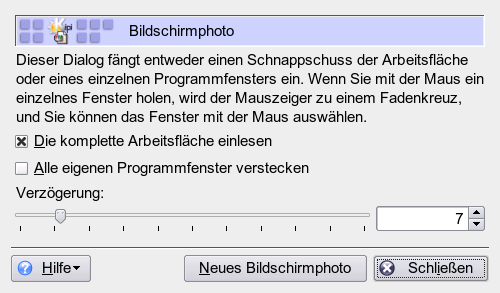 ipi
Bildschirmphoto
Dieser Dialog fängt entweder einen Schnappschuss der Arbeitsfläche
oder eines einzelnen Programmfensters ein. Wenn Sie mit der Maus ein
einzelnes Fenster holen, wird der Mauszeiger zu einem Fadenkreuz,
und Sie können das Fenster mit der Maus auswählen.
Die komplette Arbeitsfläche einlesen
Alle eigenen Programmfenster verstecken
Verzögerung:
7
Hilfe
Neues Bildschirmphoto
Schließen